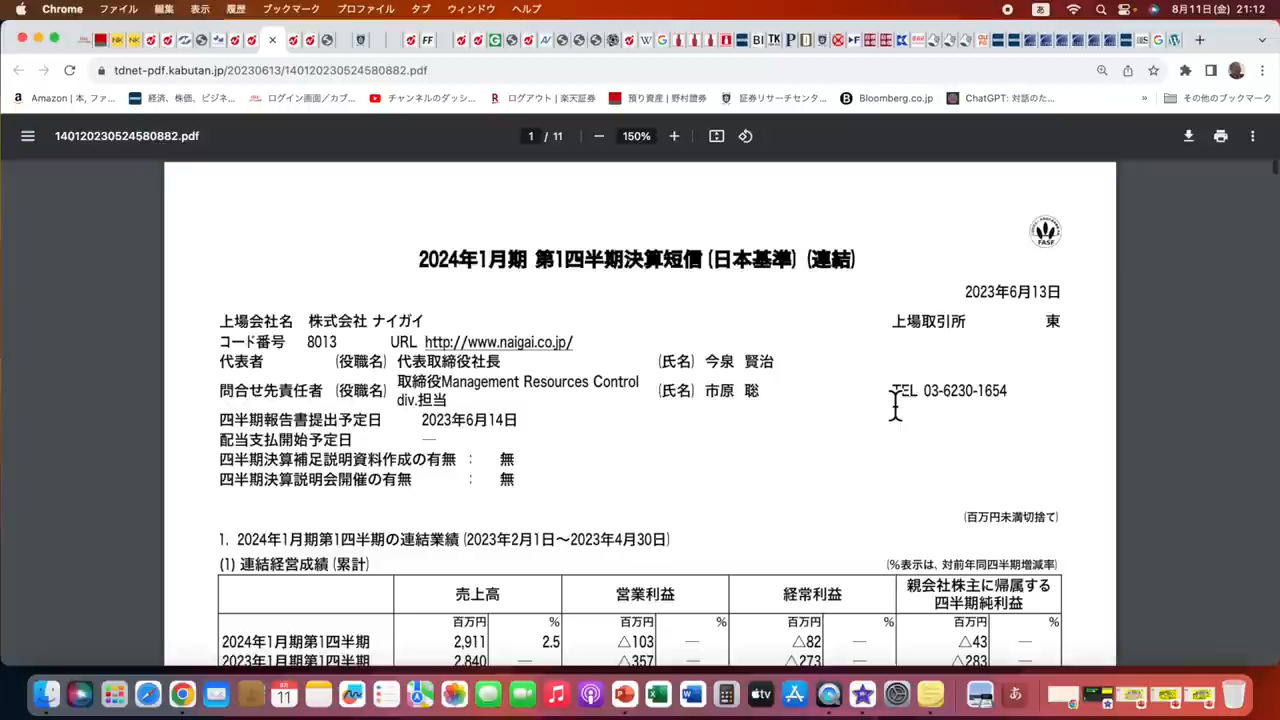 Chrome ファイル 編集 表示 履歴 ブックマーク プロファイル タブ ウィンドウ ヘルプ あ 8月11日(金) 21:12
tdnet-pdf.kabutan.jp/20230613/140120230524580882.pdf
Amazon | 本, ファ... 経済、株価、ビジネ... ログイン画面／カブ... チャンネルのダッシ... ログアウト | 楽天証券 預り資産 | 野村證券 証券リサーチセンタ... Bloomberg.co.jp ChatGPT: 対話のた... » その他のブックマーク
140120230524580882.pdf 1 / 11 150%
FASF
2024年1月期 第1四半期決算短信 (日本基準) (連結)
2023年6月13日
上場会社名 株式会社 ナイガイ 上場取引所 東
コード番号 8013 URL http://www.naigai.co.jp/
代表者 (役職名) 代表取締役社長 (氏名) 今泉 賢治
問合せ先責任者 (役職名) 取締役Management Resources Control div.担当 (氏名) 市原 聡 TEL 03-6230-1654
四半期報告書提出予定日 2023年6月14日
配当支払開始予定日 ―
四半期決算補足説明資料作成の有無 ： 無
四半期決算説明会開催の有無 ： 無
(百万円未満切捨て)
1. 2024年1月期第1四半期の連結業績 (2023年2月1日～2023年4月30日)
(1) 連結経営成績 (累計) (％表示は、対前年同四半期増減率)
売上高 営業利益 経常利益 親会社株主に帰属する四半期純利益
百万円 % 百万円 % 百万円 % 百万円 %
2024年1月期第1四半期 2,911 2.5 △103 ― △82 ― △43 ―
2023年1月期第1四半期 2,840 ― △357 ― △273 ― △283 ―